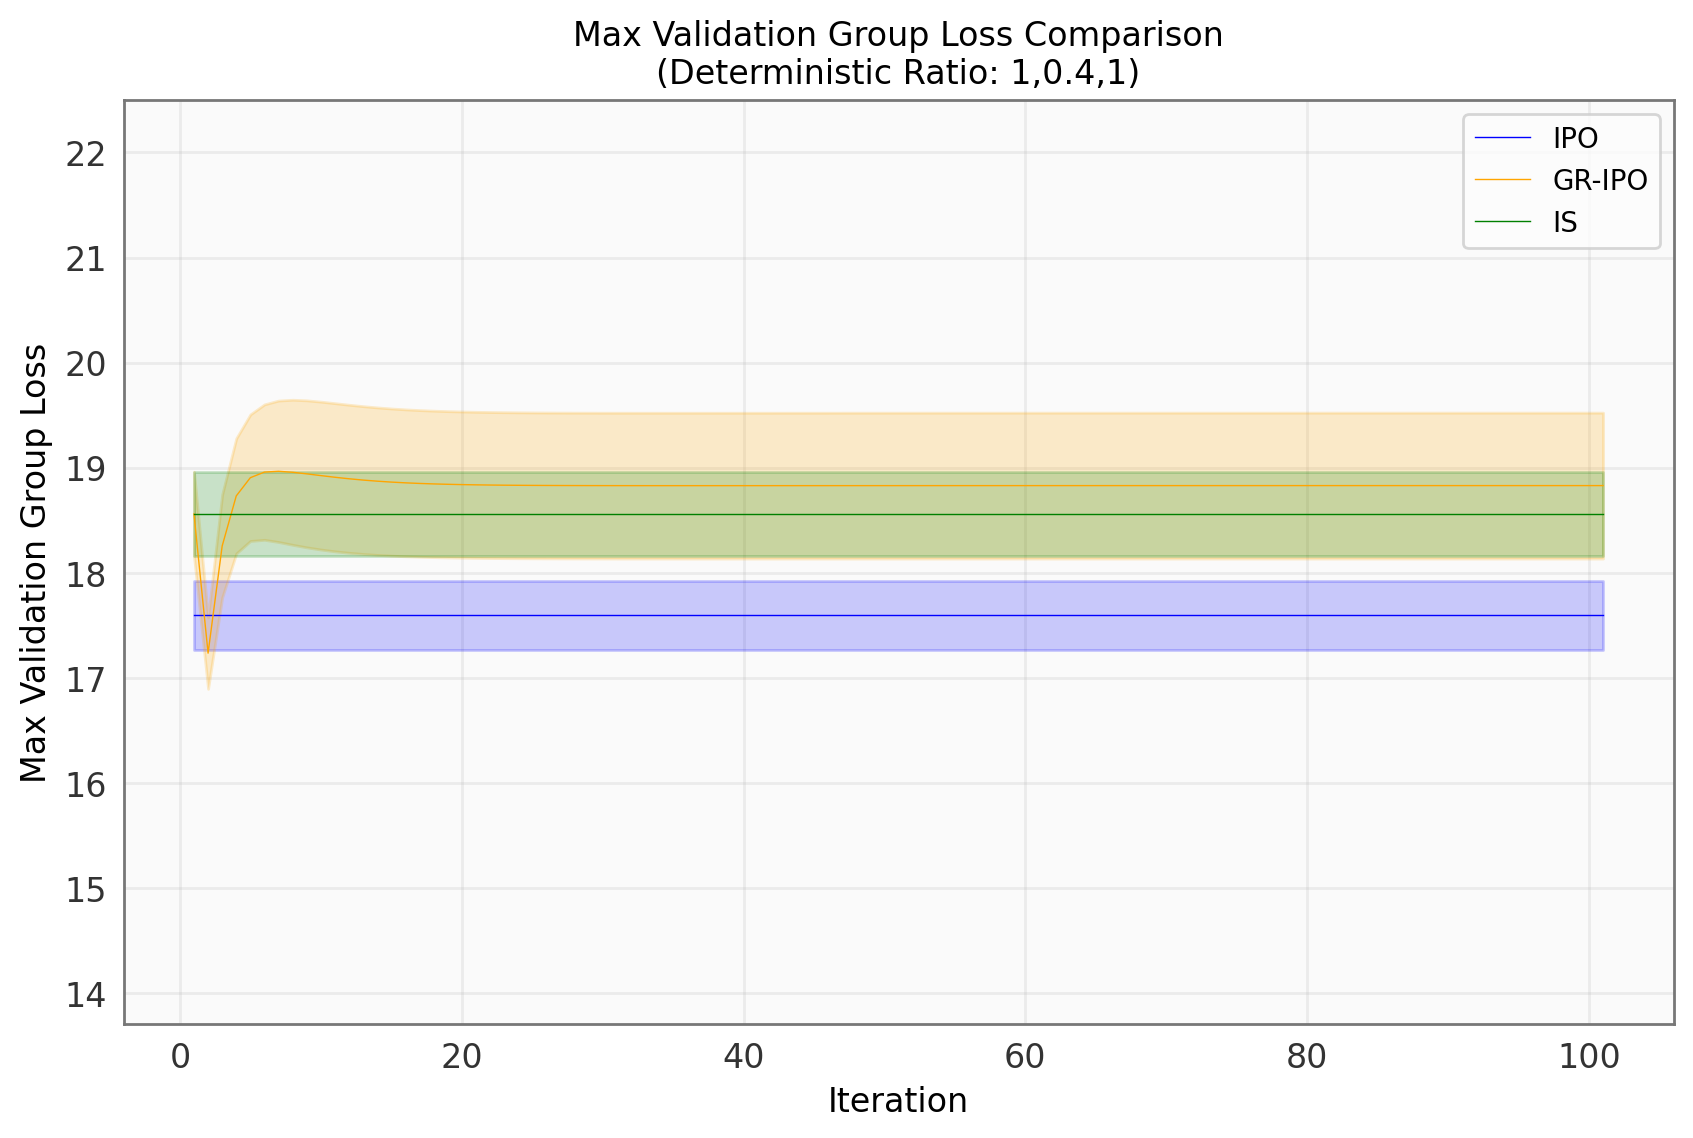 Max Validation Group Loss Comparison
(Deterministic Ratio: 1,0.4,1)
IPO
GR-IPO
IS
Max Validation Group Loss
22
21
20
19
18
17
16
15
14
0
20
40
60
80
100
Iteration